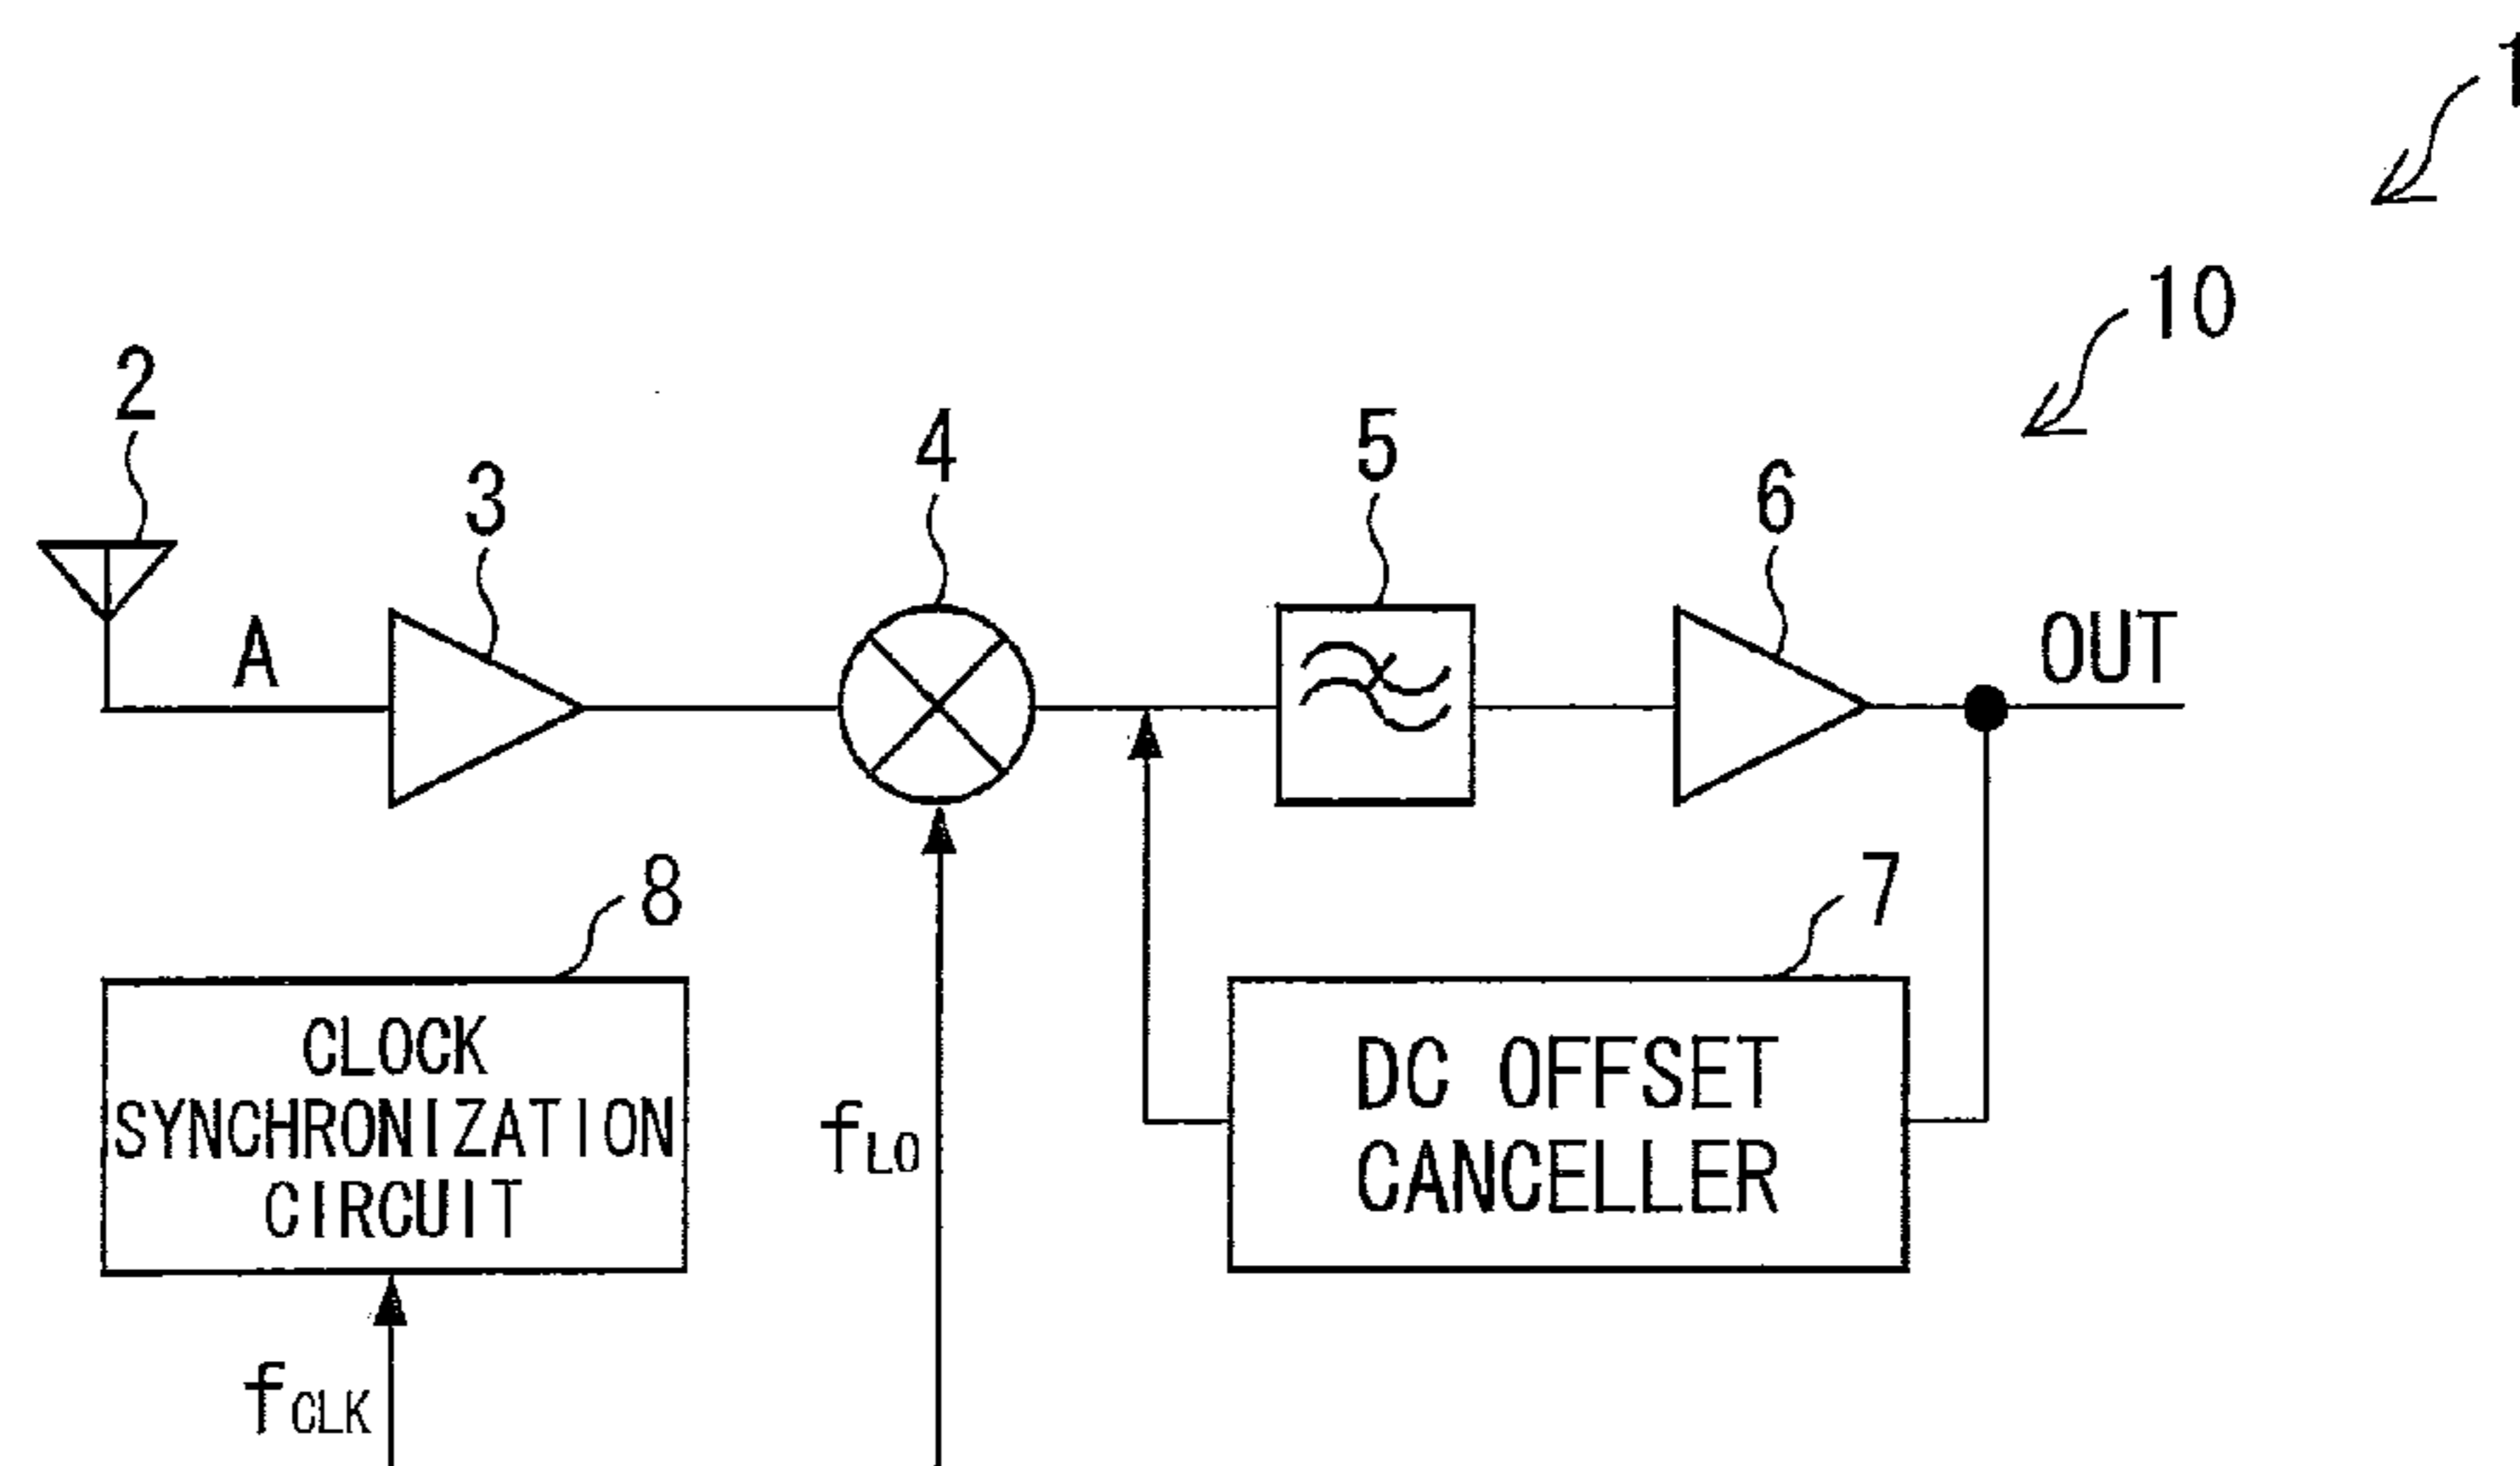 1
10
2
3
4
5
6
A
OUT
8
7
CLOCK
SYNCHRONIZATION
CIRCUIT
fLO
DC OFFSET
CANCELLER
fCLK